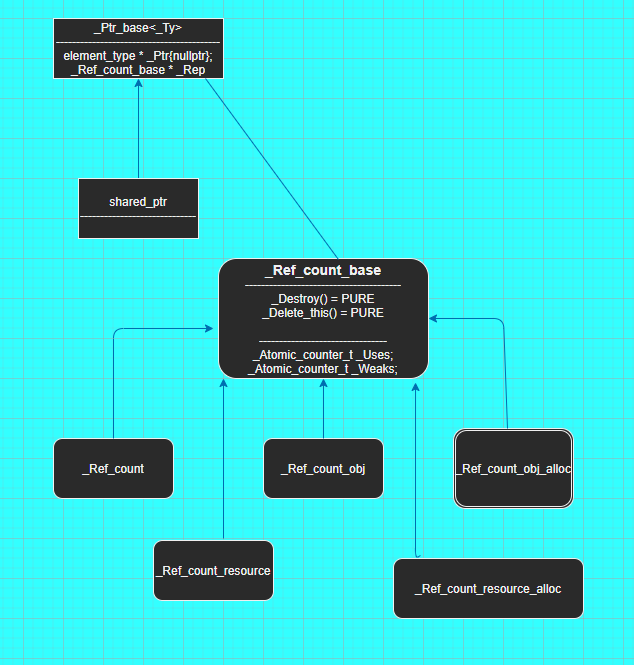 _Ptr_base<_Ty>
element_type * _Ptr{nullptr};
_Ref_count_base * _Rep
shared_ptr
_Ref_count_base
_Destroy() = PURE
_Delete_this() = PURE
_Atomic_counter_t _Uses;
_Atomic_counter_t _Weaks;
_Ref_count
_Ref_count_obj
_Ref_count_obj_alloc
_Ref_count_resource
_Ref_count_resource_alloc